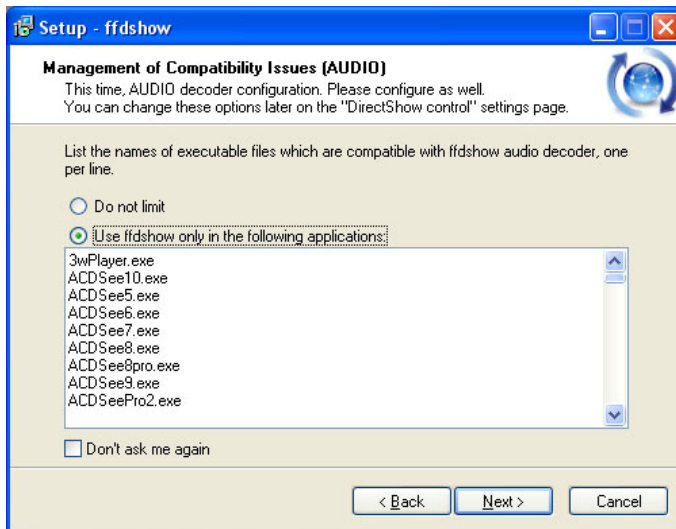 Setup - ffdshow
Management of Compatibility Issues (AUDIO)
This time, AUDIO decoder configuration. Please configure as well.
You can change these options later on the "DirectShow control" settings page.
List the names of executable files which are compatible with ffdshow audio decoder, one
per line.
Do not limit
Use ffdshow only in the following applications:
3wPlayer.exe
ACDSee10.exe
ACDSee5.exe
ACDSee6.exe
ACDSee7.exe
ACDSee8.exe
ACDSee8pro.exe
ACDSee9.exe
ACDSeePro2.exe
Don't ask me again
< Back Next > Cancel